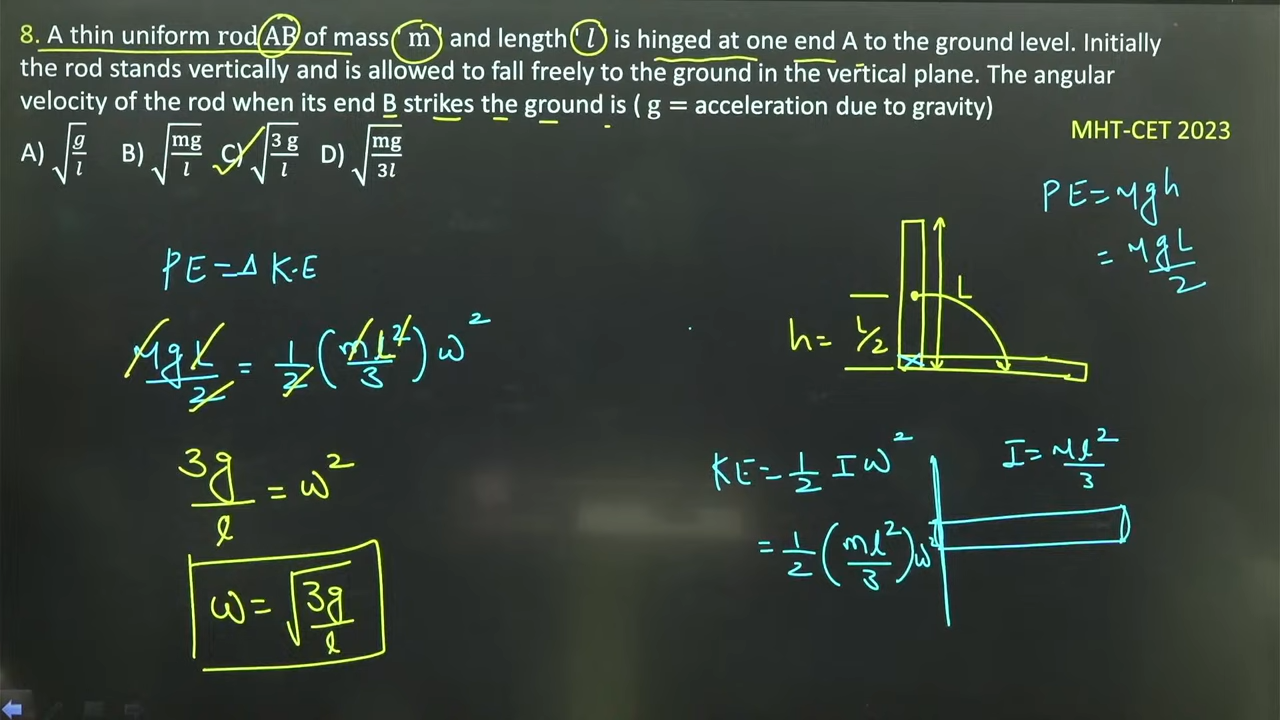 8. A thin uniform rod AB of mass 'm' and length 'l' is hinged at one end A to the ground level. Initially
the rod stands vertically and is allowed to fall freely to the ground in the vertical plane. The angular
velocity of the rod when its end B strikes the ground is ( g = acceleration due to gravity)
A) √(g/l) B) √(mg/l) C) √(3 g/l) D) √(mg/3l)
MHT-CET 2023
PE = Mgh
= MgL/2
PE = Δ K.E
MgL/2 = 1/2 (ml²/3) ω²
L
h = L/2
3g/l = ω²
ω = √(3g/l)
KE = 1/2 I ω²
= 1/2 (ml²/3) ω²
I = Ml²/3